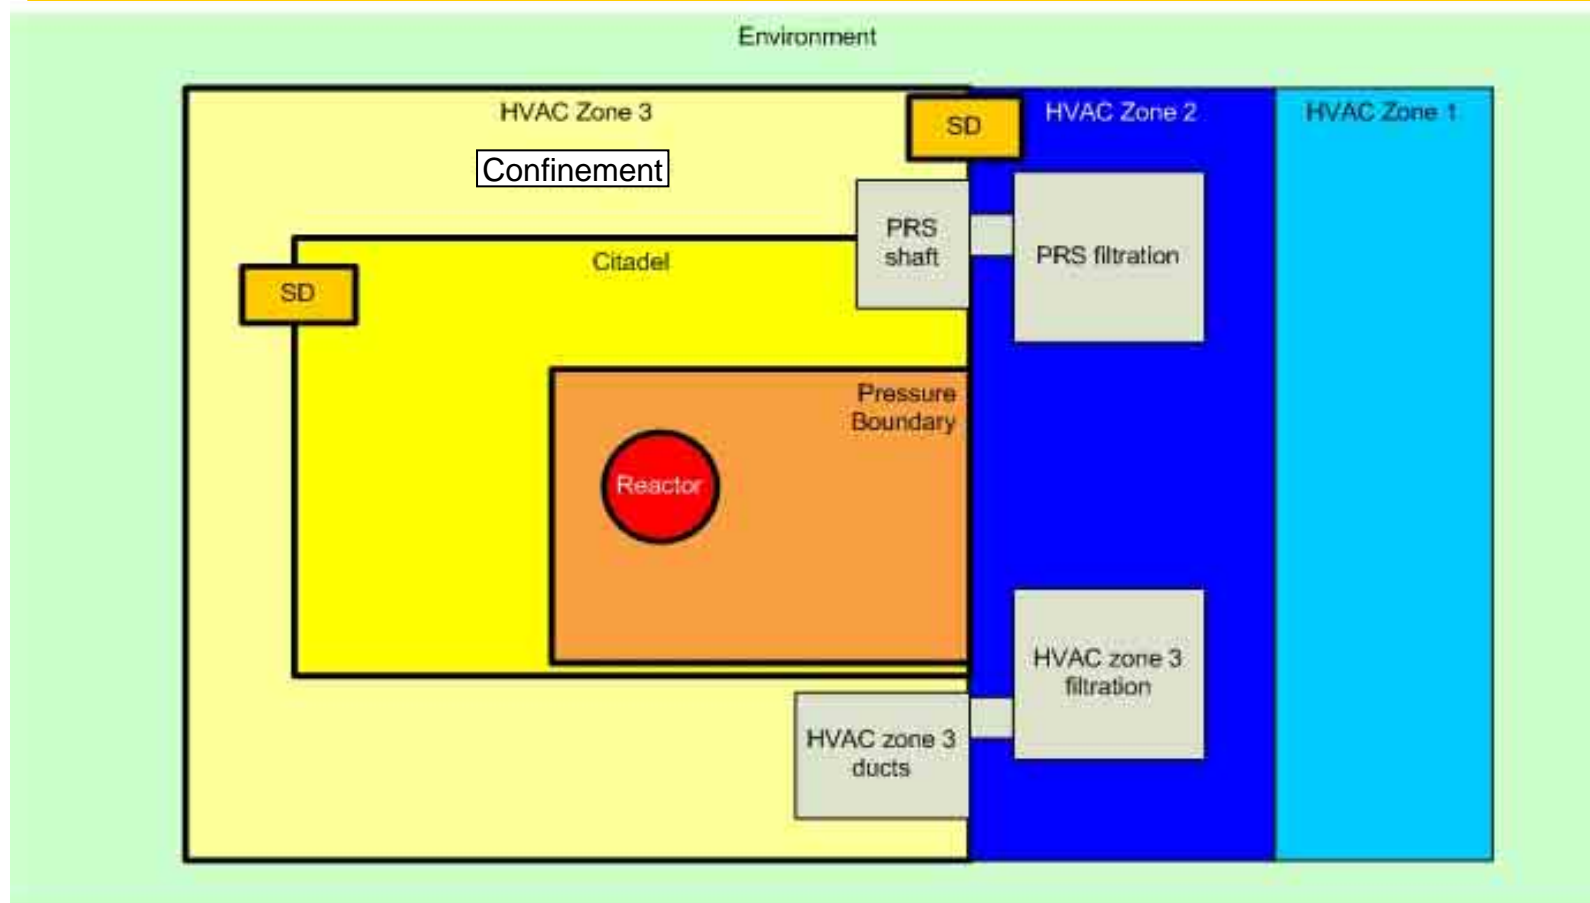 Environment
HVAC Zone 3
SD
HVAC Zone 2
HVAC Zone 1
Confinement
PRS
shaft
PRS filtration
Citadel
SD
Pressure
Boundary
Reactor
HVAC zone 3
filtration
HVAC zone 3
ducts